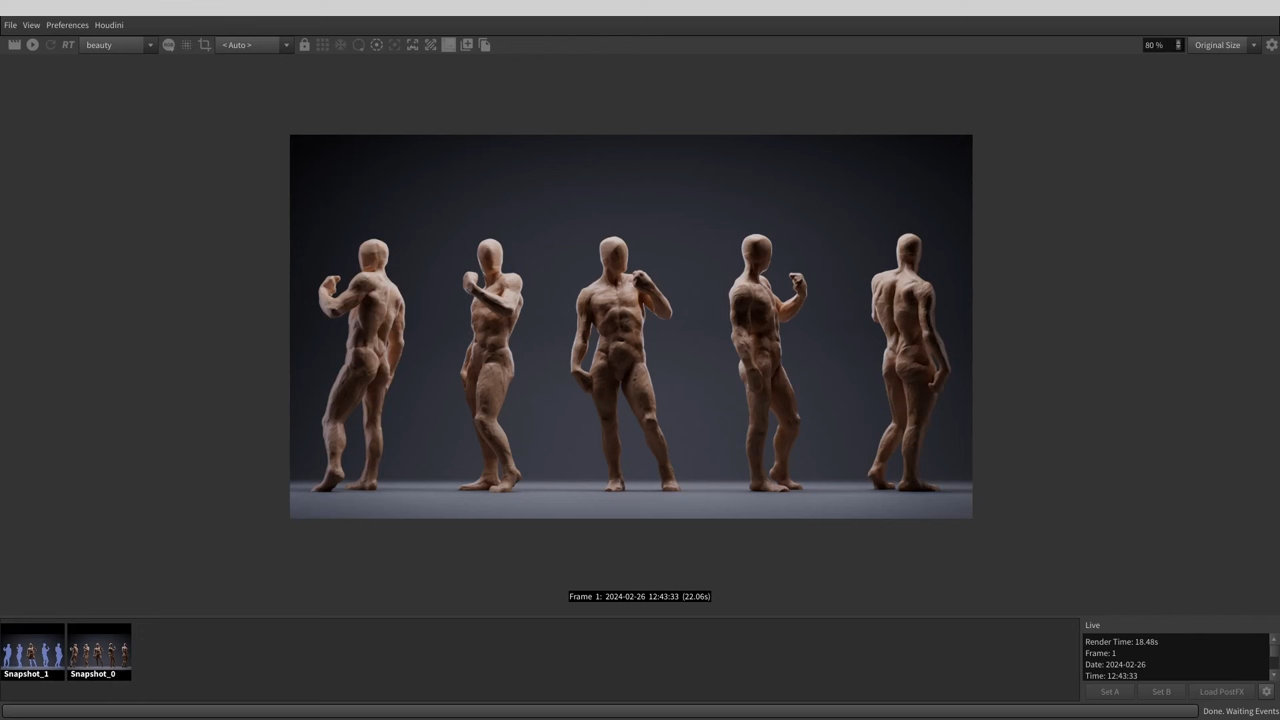 File View Preferences Houdini
RT beauty < Auto > 80 % Original Size
Frame 1: 2024-02-26 12:43:33 (22.06s)
Snapshot_1 Snapshot_0
Live
Render Time: 18.48s
Frame: 1
Date: 2024-02-26
Time: 12:43:33
Set A Set B Load PostFX
Done. Waiting Events